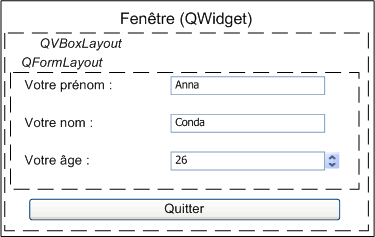 Fenêtre (QWidget)
QVBoxLayout
QFormLayout
Votre prénom : Anna
Votre nom : Conda
Votre âge : 26
Quitter